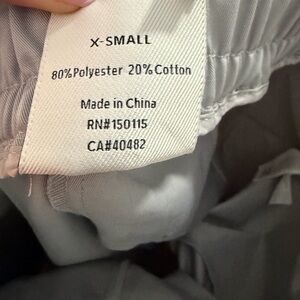 X-SMALL
80%Polyester 20%Cotton
Made in China
RN#150115
CA#40482